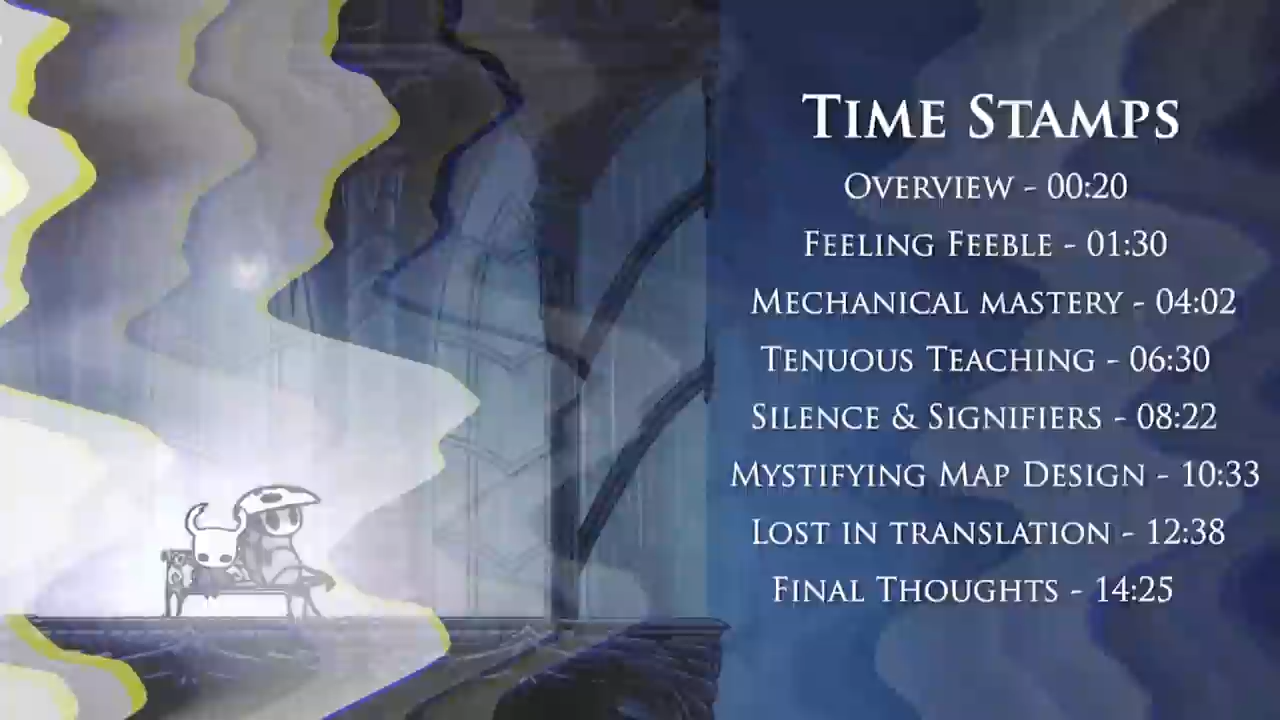 Time Stamps
Overview - 00:20
Feeling Feeble - 01:30
Mechanical mastery - 04:02
Tenuous Teaching - 06:30
Silence & Signifiers - 08:22
Mystifying Map Design - 10:33
Lost in translation - 12:38
Final Thoughts - 14:25